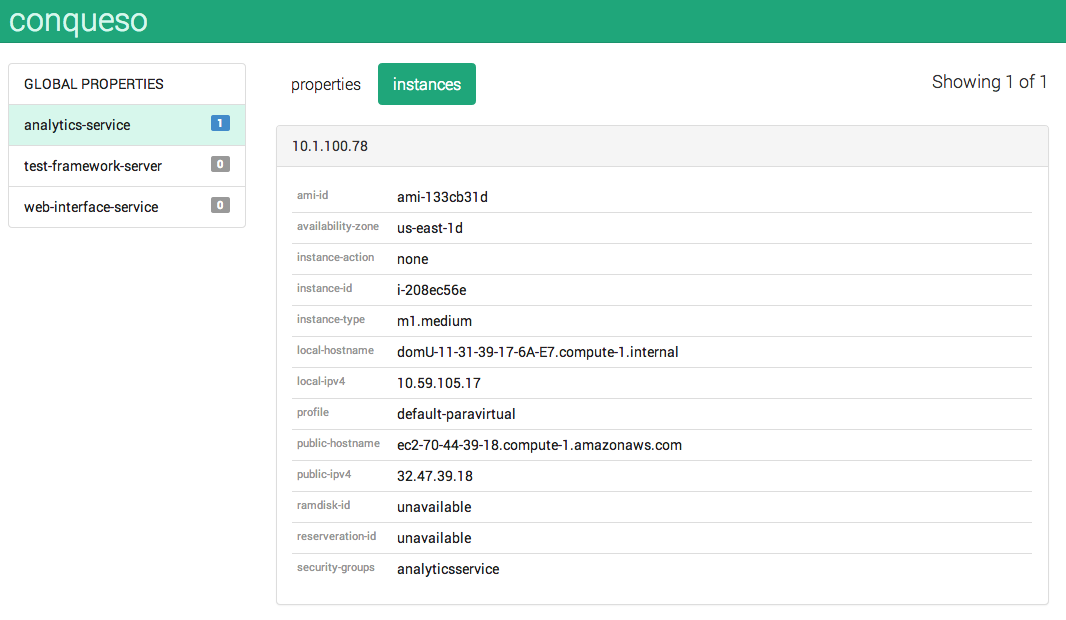 conqueso
GLOBAL PROPERTIES
analytics-service 1
test-framework-server 0
web-interface-service 0
properties instances Showing 1 of 1
10.1.100.78
ami-id ami-133cb31d
availability-zone us-east-1d
instance-action none
instance-id i-208ec56e
instance-type m1.medium
local-hostname domU-11-31-39-17-6A-E7.compute-1.internal
local-ipv4 10.59.105.17
profile default-paravirtual
public-hostname ec2-70-44-39-18.compute-1.amazonaws.com
public-ipv4 32.47.39.18
ramdisk-id unavailable
reserveration-id unavailable
security-groups analyticsservice